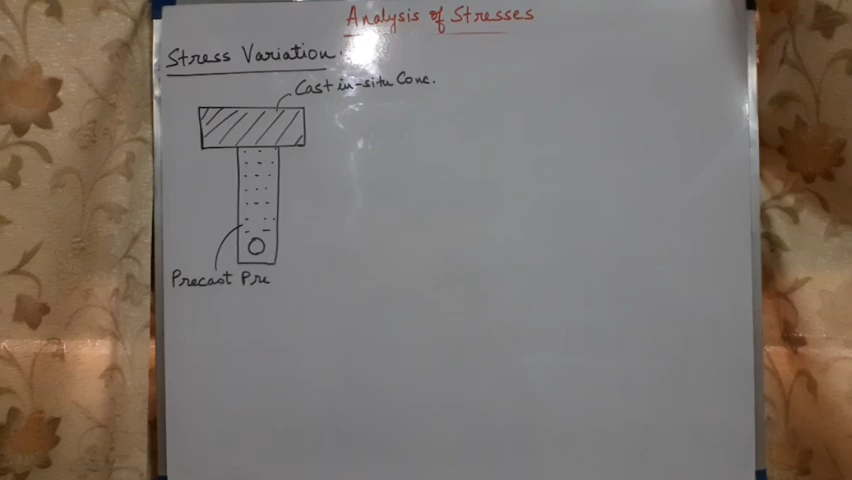 Analysis of Stresses
Stress Variation.
Cast in-situ Conc.
Precast Pre